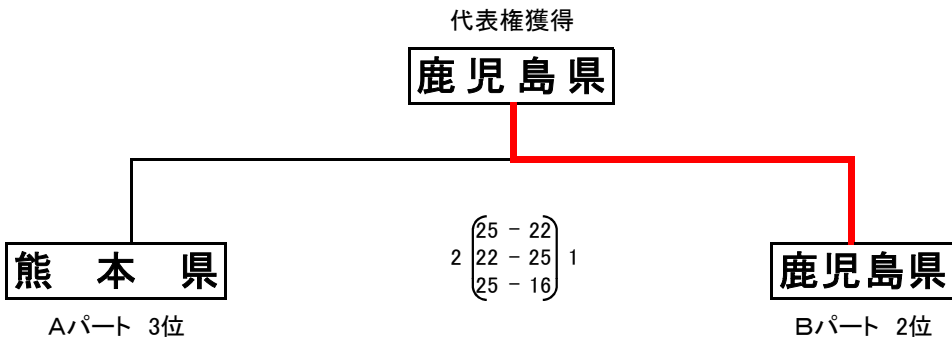 代表権獲得
鹿児島県
25 - 22
2 22 - 25 1
25 - 16
熊本県 鹿児島県
Aパート 3位 Bパート 2位